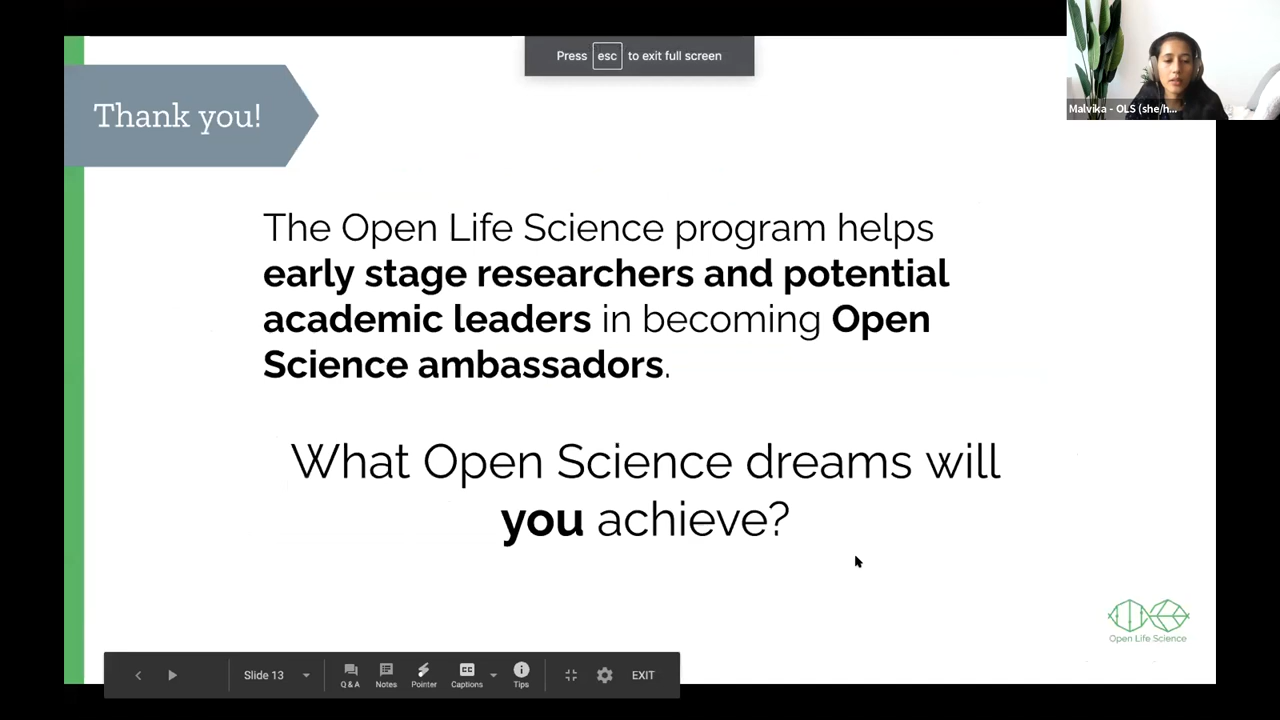 Press esc to exit full screen
Malvika - OLS (she/h...
Thank you!
The Open Life Science program helps
early stage researchers and potential
academic leaders in becoming Open
Science ambassadors.
What Open Science dreams will
you achieve?
Open Life Science
Slide 13
Q & A
Notes
Pointer
CC
Captions
Tips
EXIT